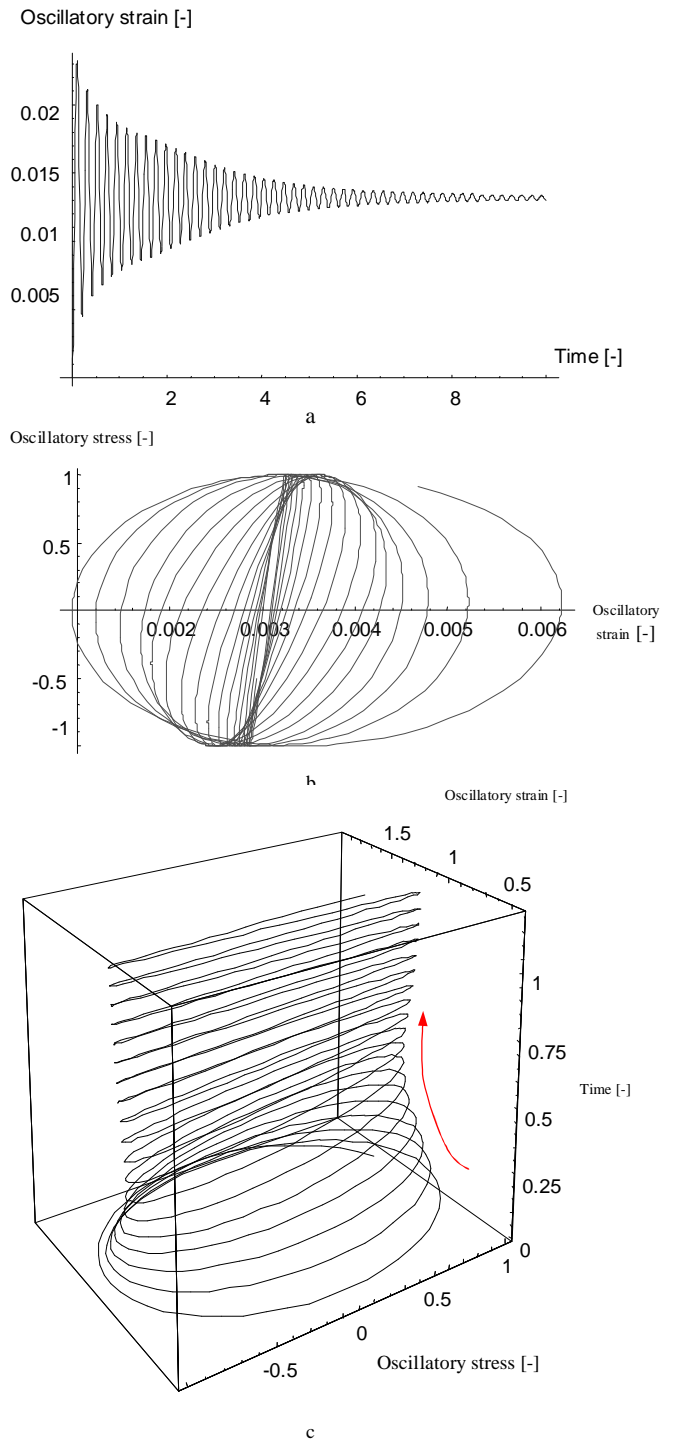 Oscillatory strain [-]
0.02
0.015
0.01
0.005
Time [-]
2 4 6 8
a
Oscillatory stress [-]
1
0.5
Oscillatory
0.002 0.003 0.004 0.005 0.006
strain [-]
-0.5
-1
b
Oscillatory strain [-]
1.5
1
0.5
1
0.75
Time [-]
0.5
0.25
0
1
0.5
0
Oscillatory stress [-]
-0.5
c